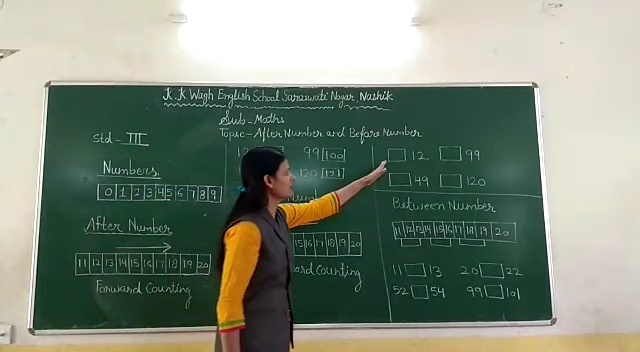 K.K Wagh English School Saraswati Nagar, Nashik
Sub - Maths
Std - III
Topic - After Number and Before Number
Numbers
0 1 2 3 4 5 6 7 8 9
After Number
11 12 13 14 15 16 17 18 19 20
Forward Counting
12
99 100
120 121
15 16 17 18 19 20
Counting
12 99
49 120
Between Number
11 12 13 14 15 16 17 18 19 20
11 13 20 22
52 54 99 101